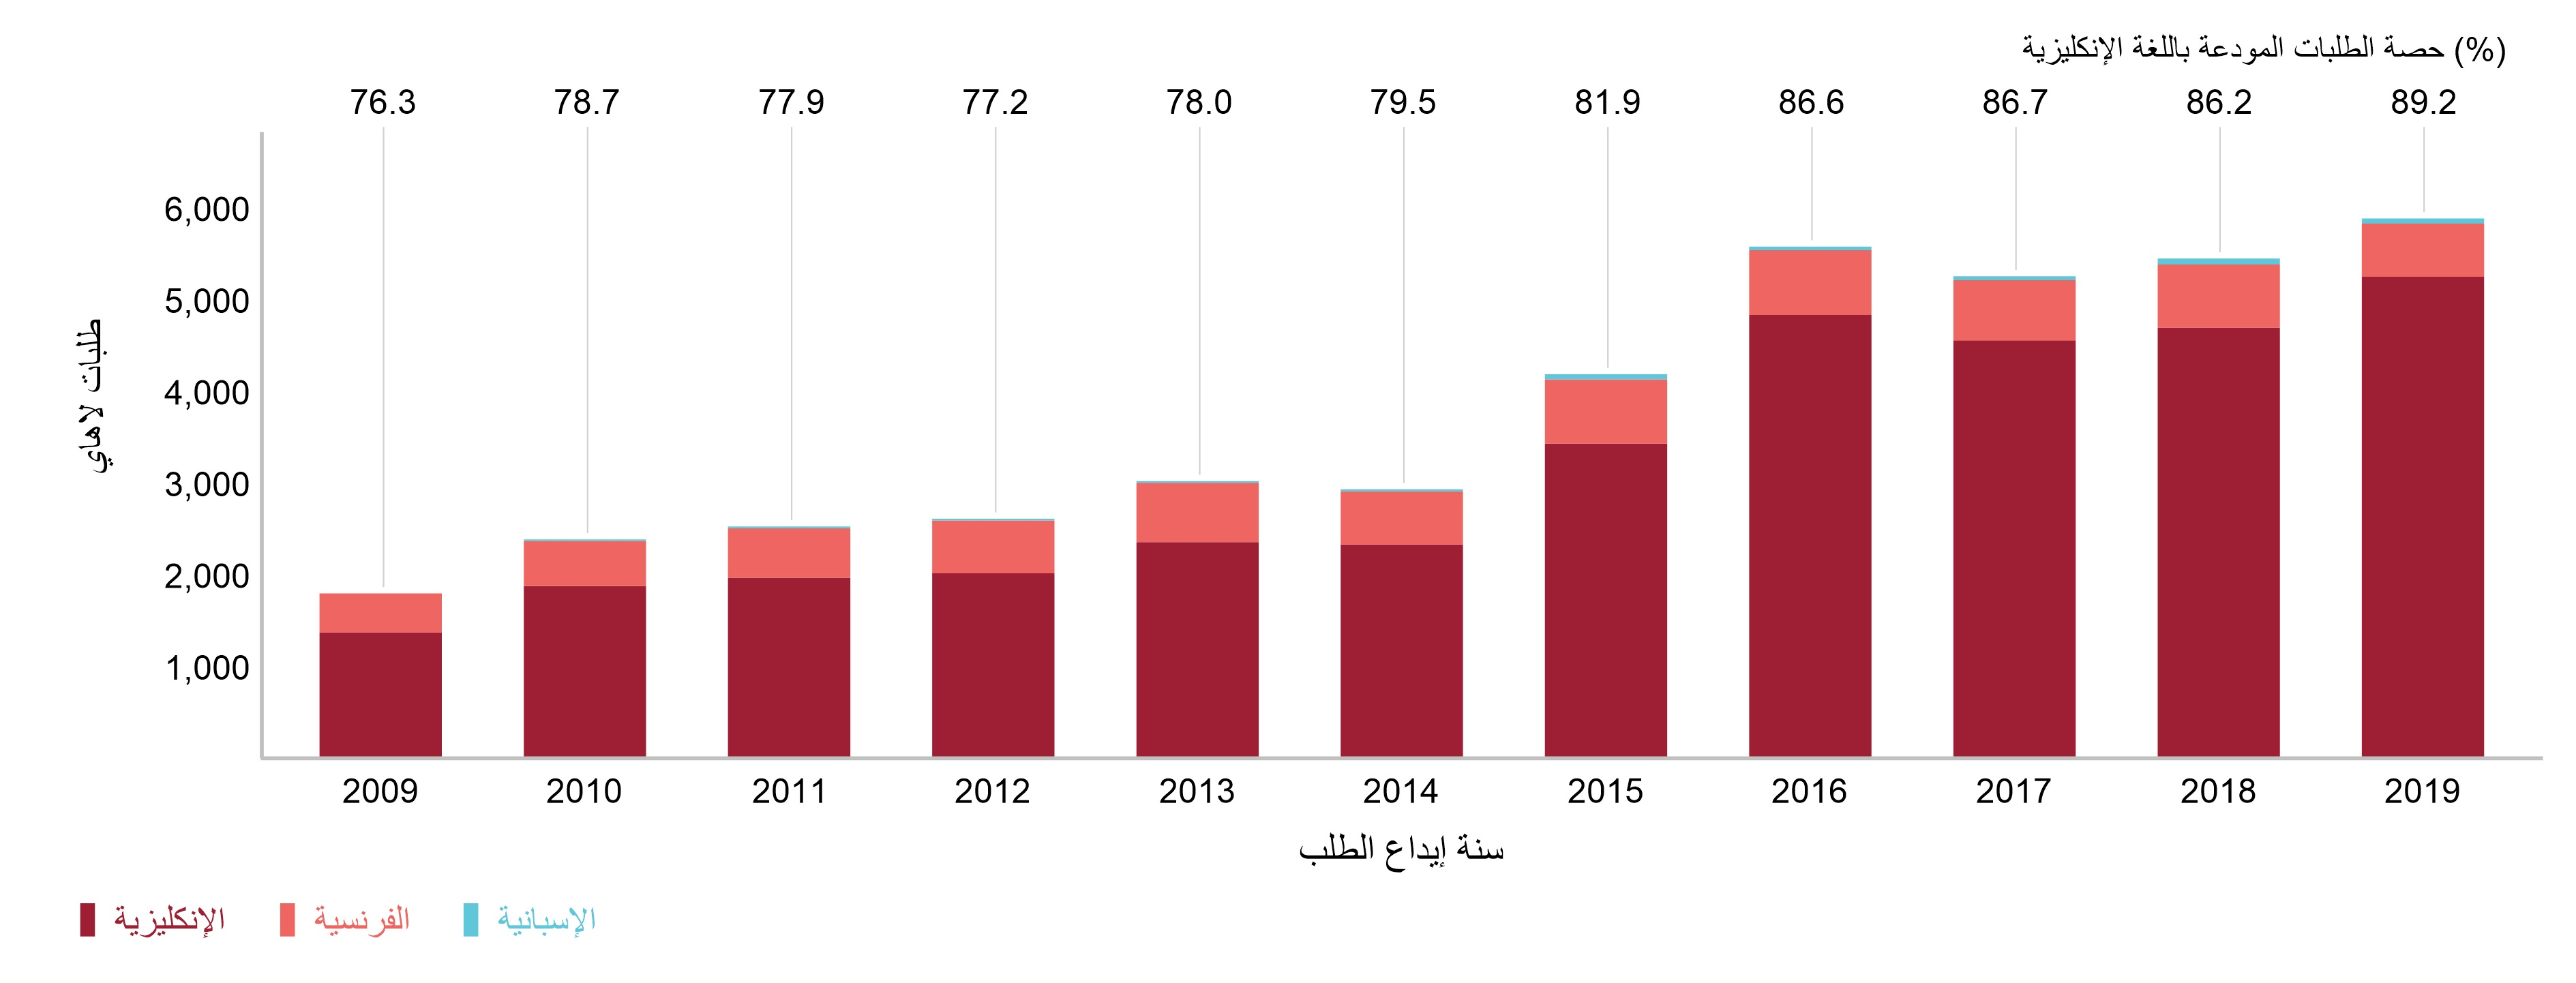 حصة الطلبات المودعة باللغة الإنكليزية (%)
76.3 78.7 77.9 77.2 78.0 79.5 81.9 86.6 86.7 86.2 89.2
6,000
5,000
4,000
3,000
2,000
1,000
طلبات لاهاي
2009 2010 2011 2012 2013 2014 2015 2016 2017 2018 2019
سنة إيداع الطلب
الإنكليزية الفرنسية الإسبانية